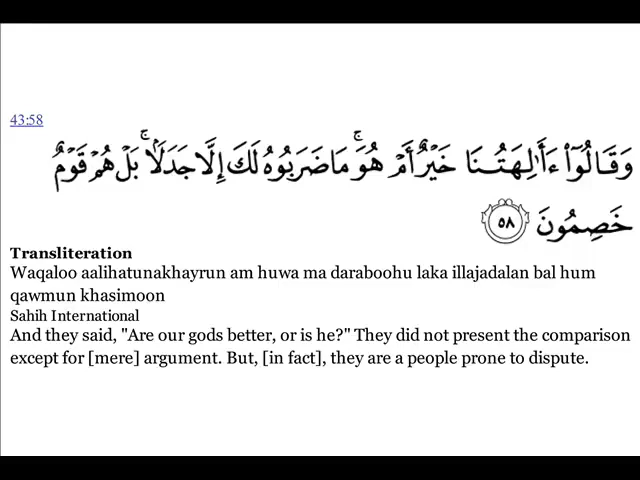 43:58
وَقَالُوٓا۟ ءَأَٰلِهَتُنَا خَيْرٌ أَمْ هُوَ ۚ مَا ضَرَبُوهُ لَكَ إِلَّا جَدَلًۢا ۚ بَلْ هُمْ قَوْمٌ
خَصِمُونَ ٥٨
Transliteration
Waqaloo aalihatunakhayrun am huwa ma daraboohu laka illajadalan bal hum
qawmun khasimoon
Sahih International
And they said, "Are our gods better, or is he?" They did not present the comparison
except for [mere] argument. But, [in fact], they are a people prone to dispute.